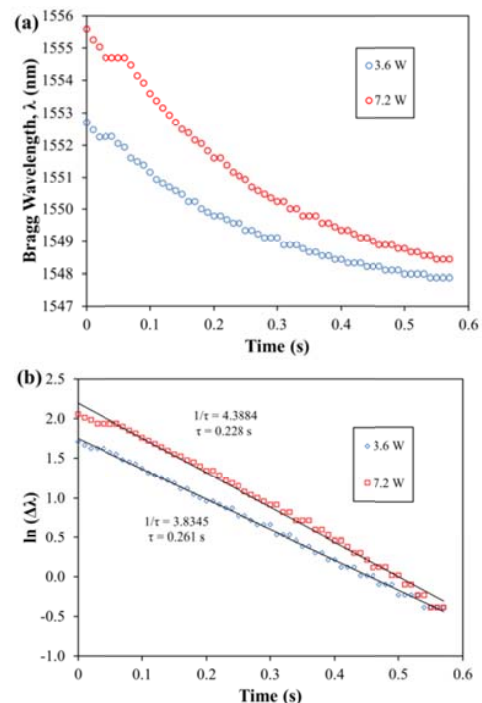 (a)
1556
1555
1554
1553
1552
1551
1550
1549
1548
1547
Bragg Wavelength, λ (nm)
3.6 W
7.2 W
0
0.1
0.2
0.3
0.4
0.5
0.6
Time (s)
(b)
2.5
2.0
1.5
1.0
0.5
0.0
-0.5
-1.0
ln (Δλ)
1/τ = 4.3884
τ = 0.228 s
3.6 W
7.2 W
1/τ = 3.8345
τ = 0.261 s
0
0.1
0.2
0.3
0.4
0.5
0.6
Time (s)